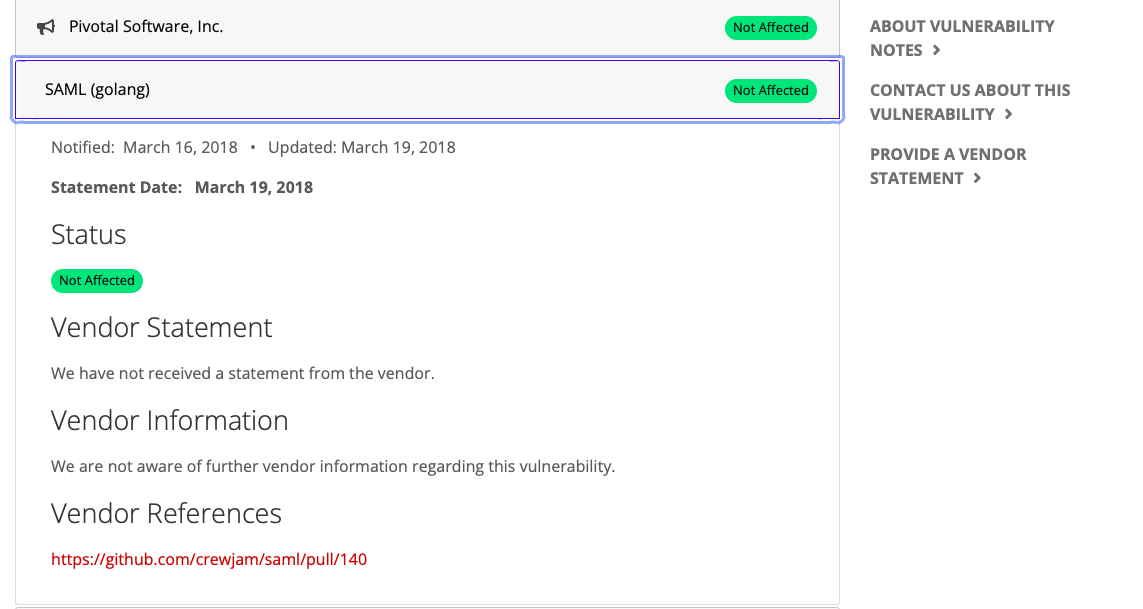 Pivotal Software, Inc.
Not Affected
SAML (golang)
Not Affected
Notified:  March 16, 2018  •  Updated: March 19, 2018
Statement Date:  March 19, 2018
Status
Not Affected
Vendor Statement
We have not received a statement from the vendor.
Vendor Information
We are not aware of further vendor information regarding this vulnerability.
Vendor References
https://github.com/crewjam/saml/pull/140
ABOUT VULNERABILITY
NOTES
CONTACT US ABOUT THIS
VULNERABILITY
PROVIDE A VENDOR
STATEMENT